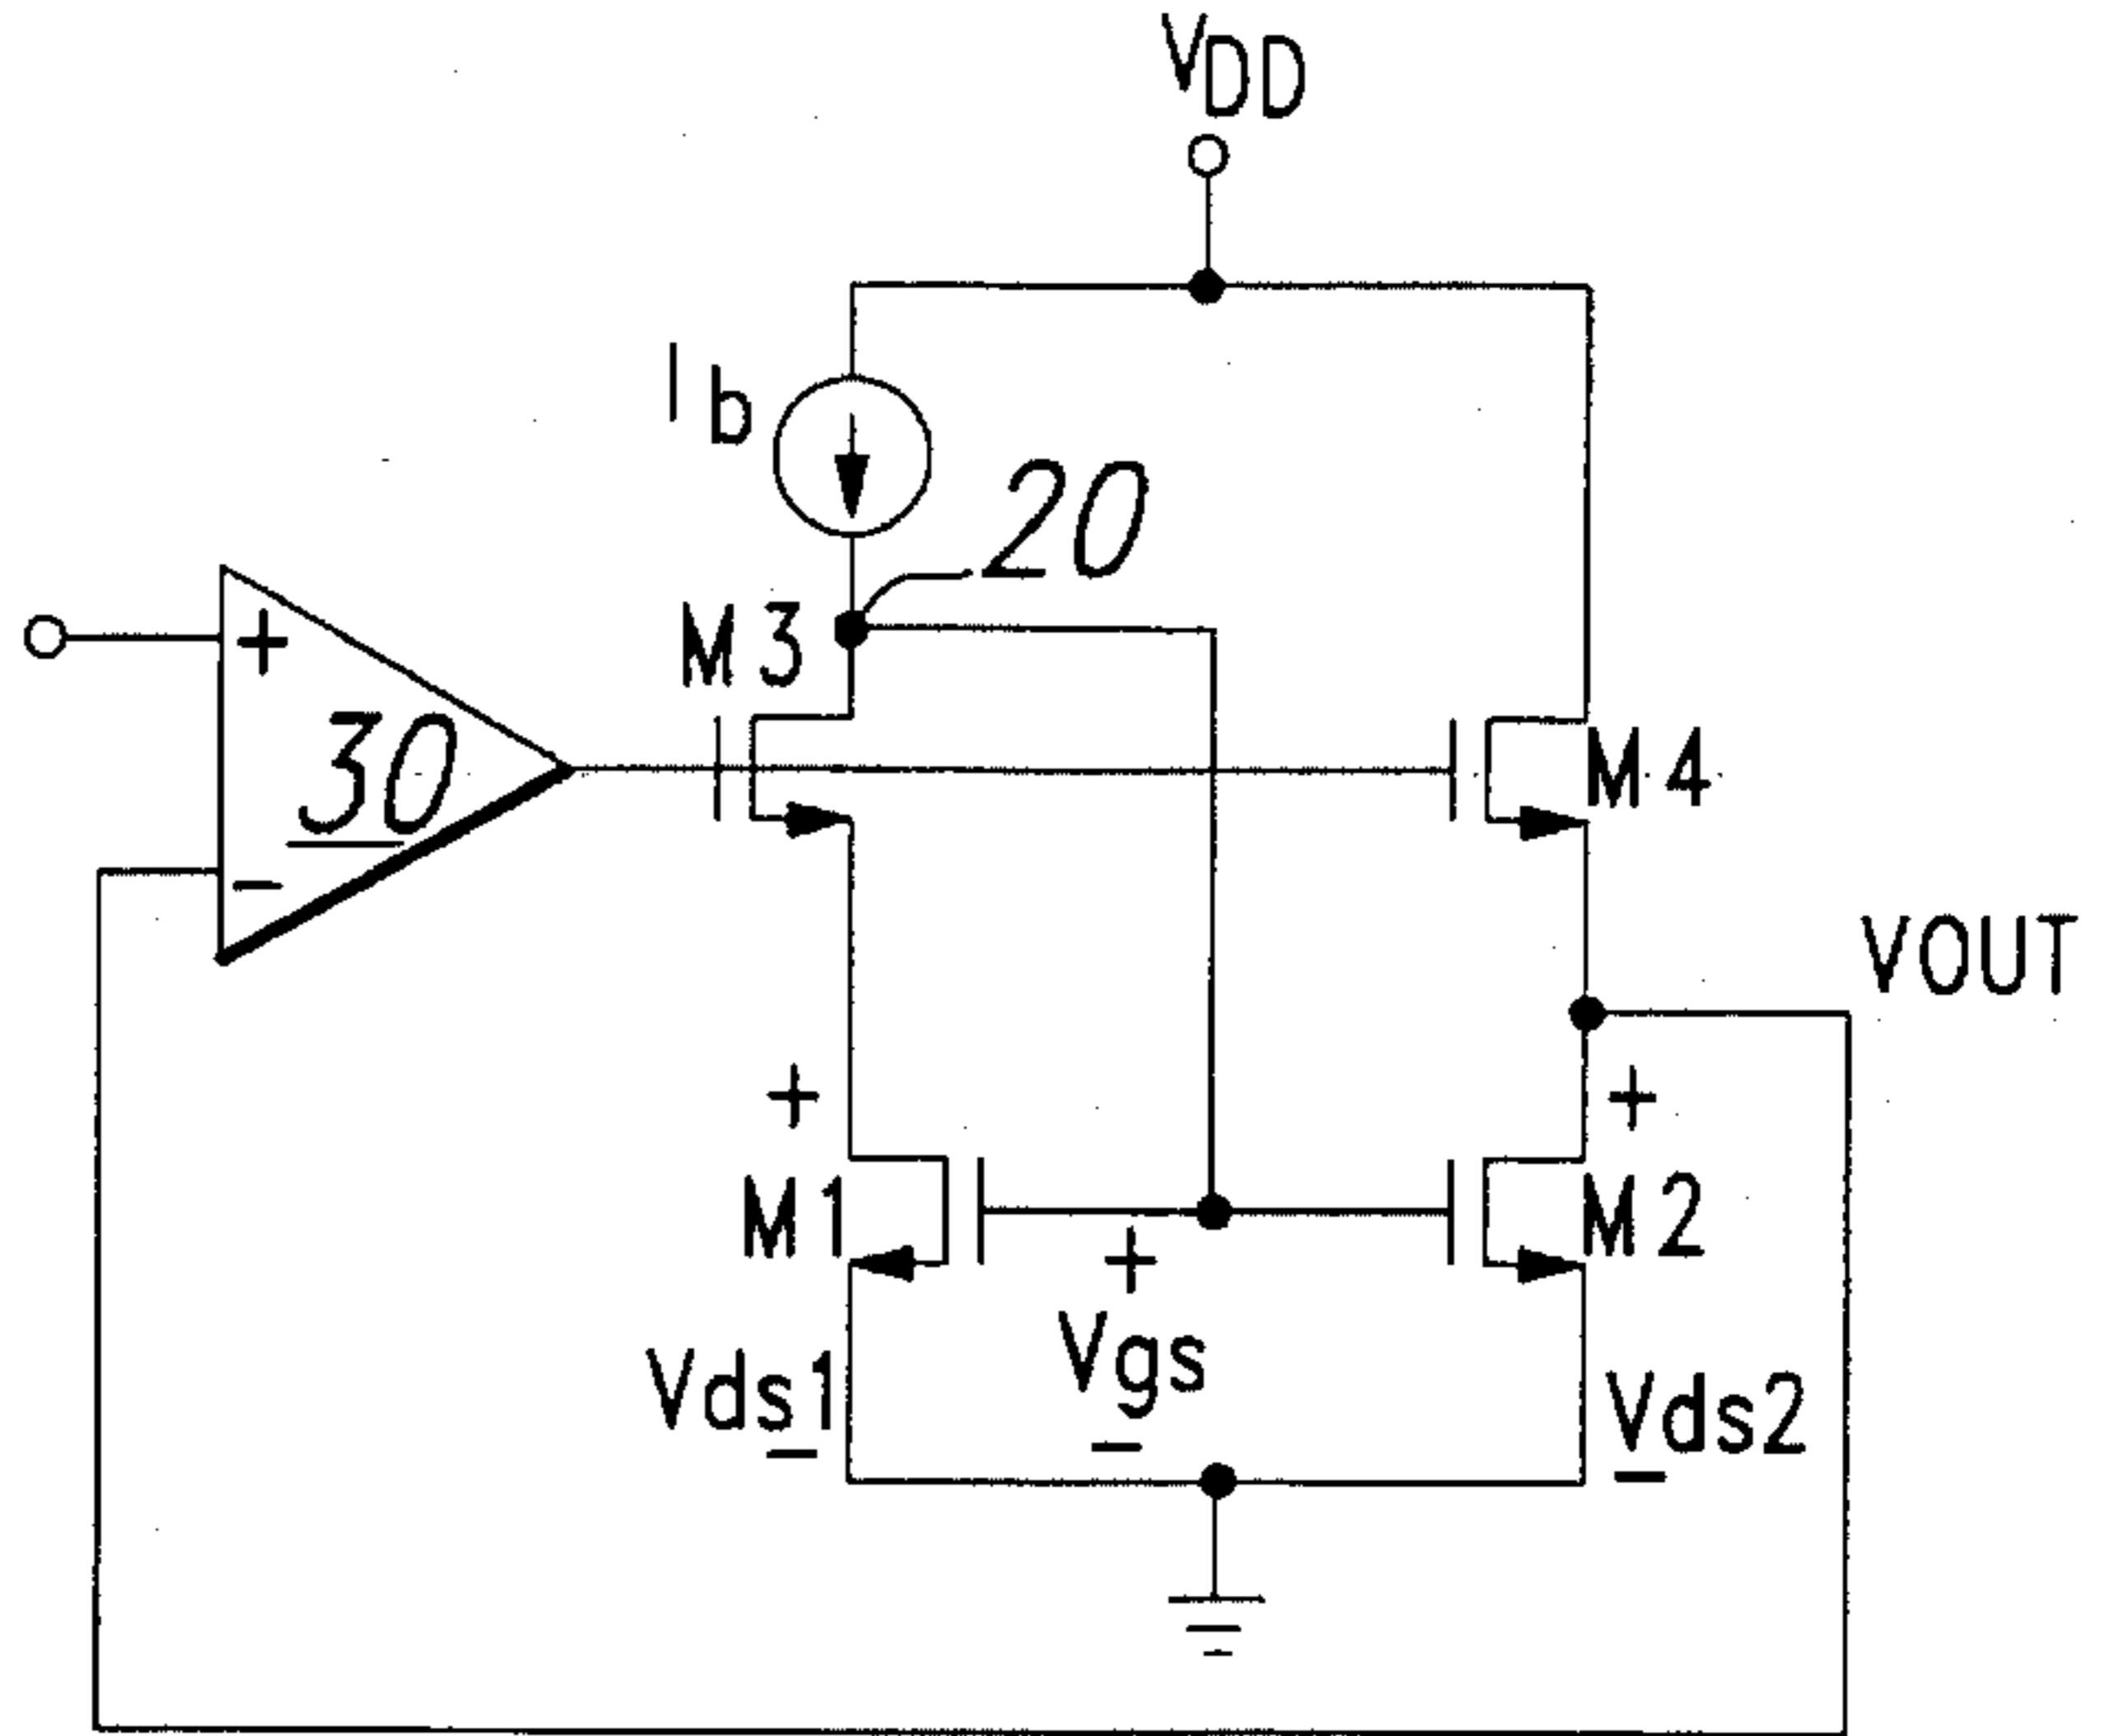 VDD
Ib
20
M3
+
30
M4
-
VOUT
+
+
M1
M2
+
Vgs
Vds1
Vds2
-
-
-